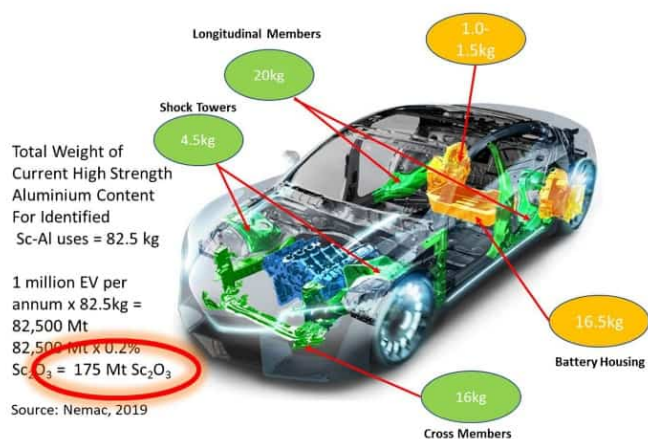 Longitudinal Members
1.0-
1.5kg
20kg
Shock Towers
4.5kg
Total Weight of
Current High Strength
Aluminium Content
For Identified
Sc-Al uses = 82.5 kg
1 million EV per
annum x 82.5kg =
82,500 Mt
82,500 Mt x 0.2%
Sc₂O₃ = 175 Mt Sc₂O₃
Source: Nemac, 2019
16.5kg
Battery Housing
16kg
Cross Members